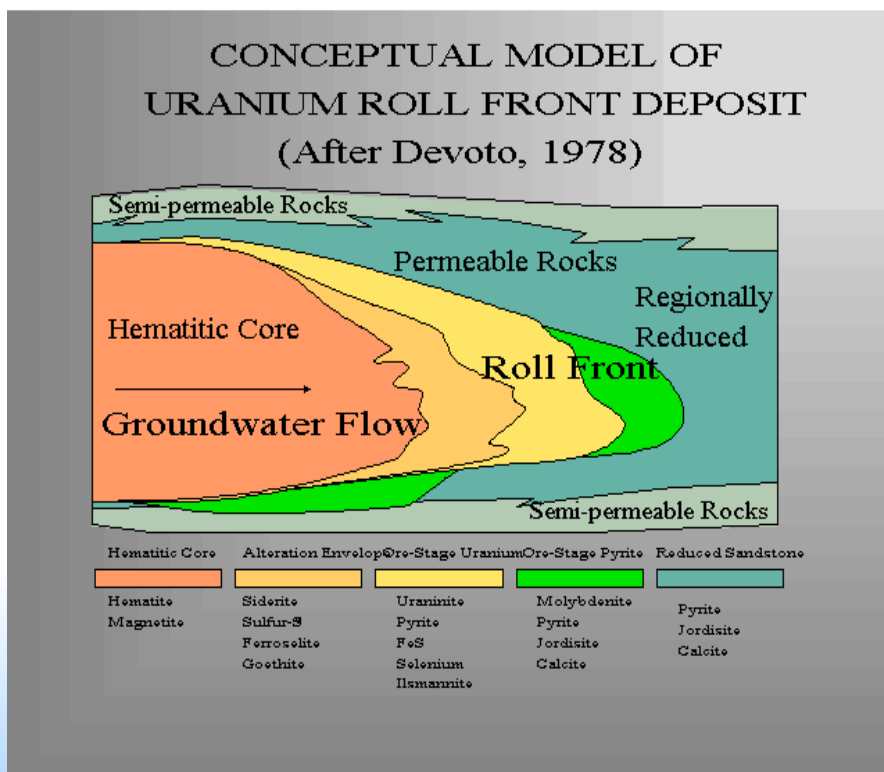 CONCEPTUAL MODEL OF
URANIUM ROLL FRONT DEPOSIT
(After Devoto, 1978)
Semi-permeable Rocks
Permeable Rocks
Regionally
Reduced
Hematitic Core
Roll Front
Groundwater Flow
Semi-permeable Rocks
Hematitic Core
Hematite
Magnetite
Alteration Envelop
Siderite
Sulfur-S
Ferroselite
Goethite
Ore-Stage Uranium
Uraninite
Pyrite
FeS
Selenium
Ilsmannite
Ore-Stage Pyrite
Molybdenite
Pyrite
Jordisite
Calcite
Reduced Sandstone
Pyrite
Jordisite
Calcite